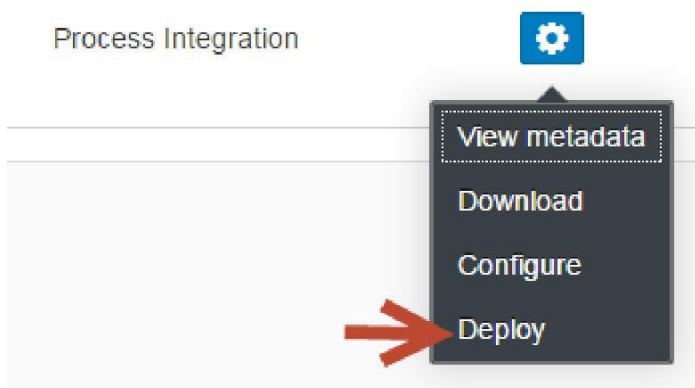 Process Integration
View metadata
Download
Configure
Deploy